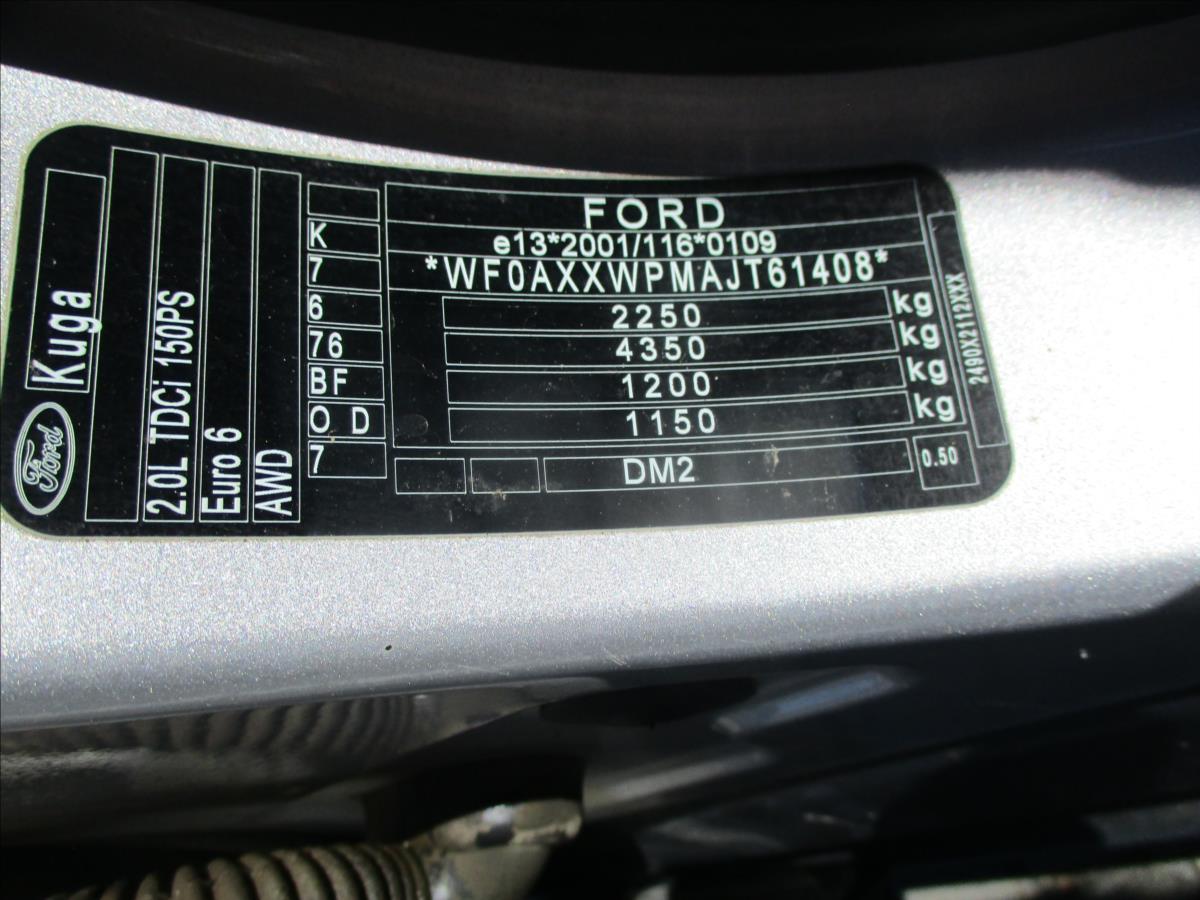 Ford
Kuga
2.0L TDCi 150PS
Euro 6
AWD
K
7
6
76
BF
O D
7
FORD
e13*2001/116*0109
*WF0AXXWPMAJT61408*
2250 kg
4350 kg
1200 kg
1150 kg
DM2
0.50
2490X2112XXX